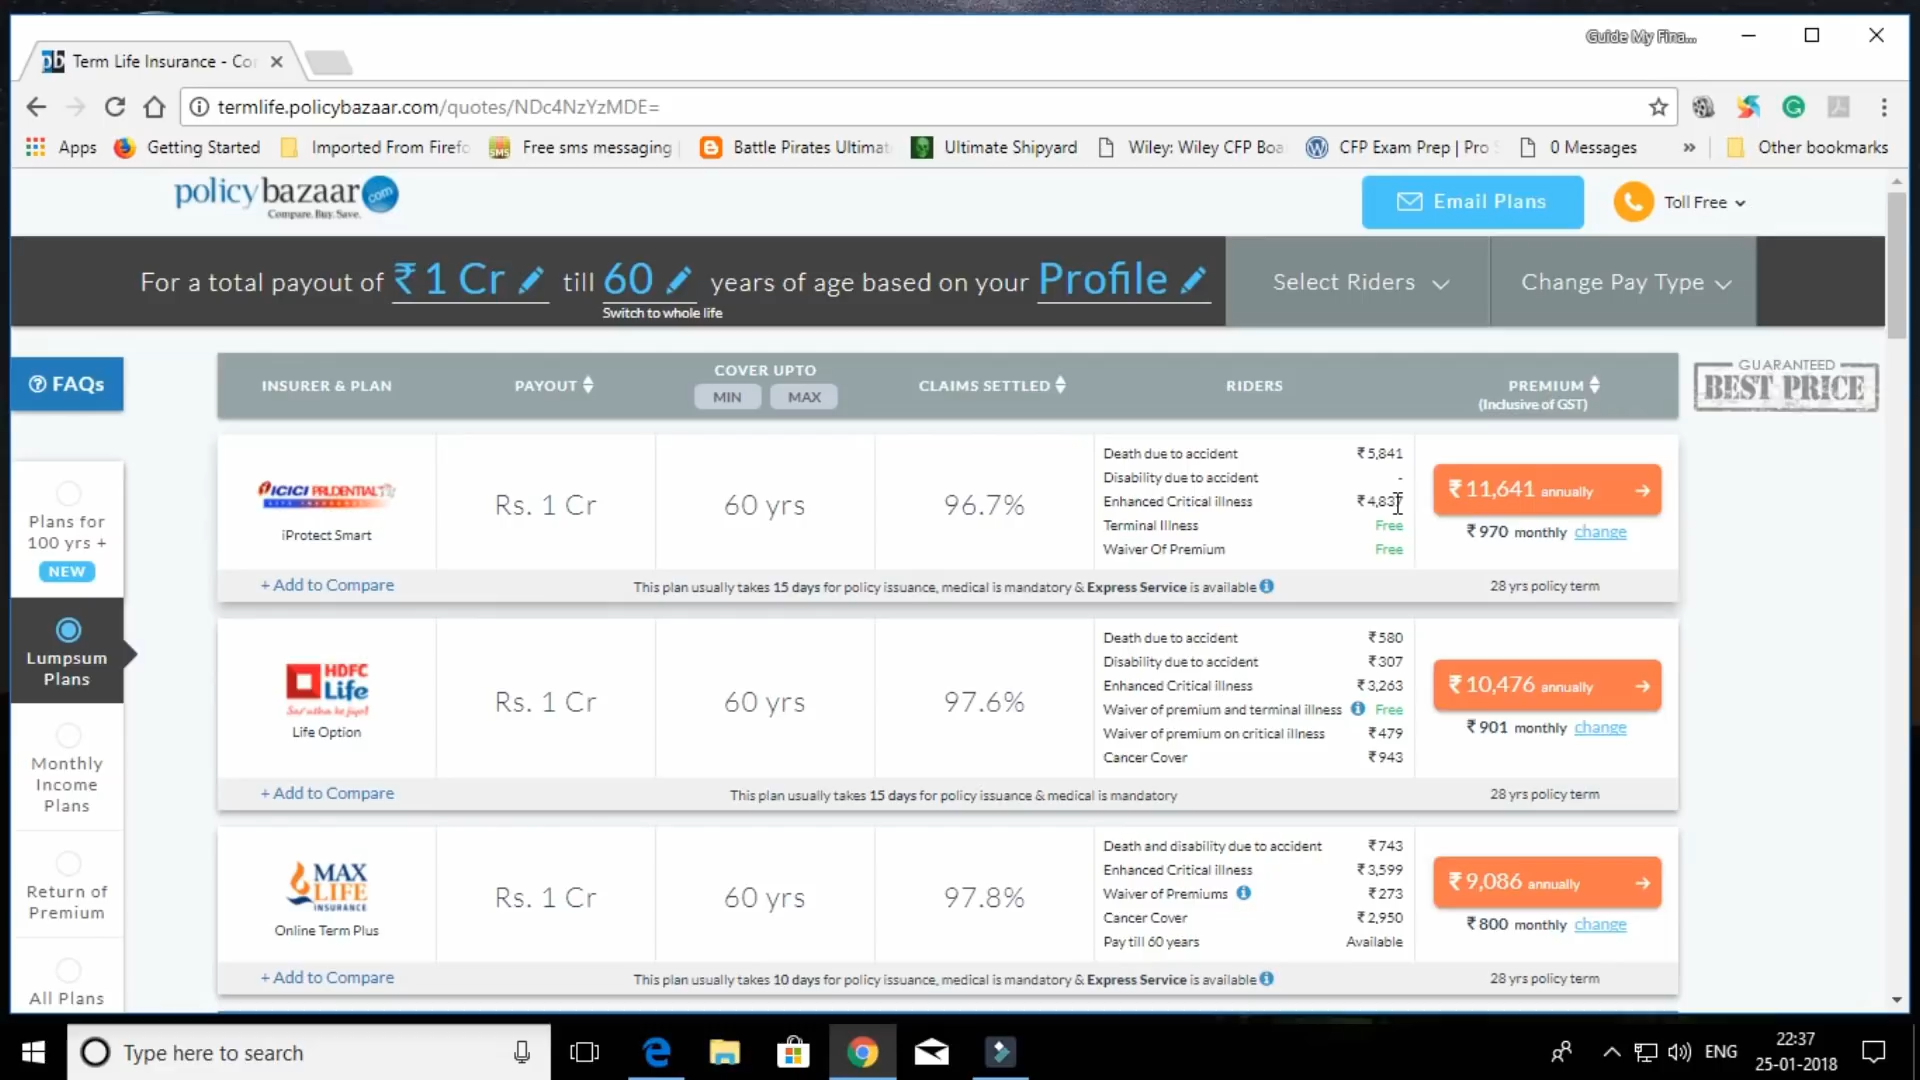 Guide My Fina...
pb Term Life Insurance - Co
termlife.policybazaar.com/quotes/NDc4NzYzMDE=
Apps Getting Started Imported From Firefo Free sms messaging Battle Pirates Ultimat Ultimate Shipyard Wiley: Wiley CFP Boa CFP Exam Prep | Pro S 0 Messages » Other bookmarks
policybazaar.com
Compare. Buy. Save.
Email Plans
Toll Free
For a total payout of ₹ 1 Cr till 60 years of age based on your Profile
Switch to whole life
Select Riders
Change Pay Type
FAQs
INSURER & PLAN
PAYOUT
COVER UPTO
MIN MAX
CLAIMS SETTLED
RIDERS
PREMIUM
(Inclusive of GST)
GUARANTEED
BEST PRICE
Plans for
100 yrs +
NEW
Lumpsum
Plans
Monthly
Income
Plans
Return of
Premium
All Plans
ICICI PRUDENTIAL
LIFE INSURANCE
iProtect Smart
Rs. 1 Cr
60 yrs
96.7%
Death due to accident ₹5,841
Disability due to accident -
Enhanced Critical illness ₹4,837
Terminal Illness Free
Waiver Of Premium Free
₹11,641 annually
₹970 monthly change
+ Add to Compare
This plan usually takes 15 days for policy issuance, medical is mandatory & Express Service is available
28 yrs policy term
HDFC
Life
Sar utha ke jiyo!
Life Option
Rs. 1 Cr
60 yrs
97.6%
Death due to accident ₹580
Disability due to accident ₹307
Enhanced Critical illness ₹3,263
Waiver of premium and terminal illness Free
Waiver of premium on critical illness ₹479
Cancer Cover ₹943
₹10,476 annually
₹901 monthly change
+ Add to Compare
This plan usually takes 15 days for policy issuance & medical is mandatory
28 yrs policy term
MAX
LIFE
INSURANCE
Online Term Plus
Rs. 1 Cr
60 yrs
97.8%
Death and disability due to accident ₹743
Enhanced Critical illness ₹3,599
Waiver of Premiums ₹273
Cancer Cover ₹2,950
Pay till 60 years Available
₹9,086 annually
₹800 monthly change
+ Add to Compare
This plan usually takes 10 days for policy issuance, medical is mandatory & Express Service is available
28 yrs policy term
Type here to search
ENG
22:37
25-01-2018